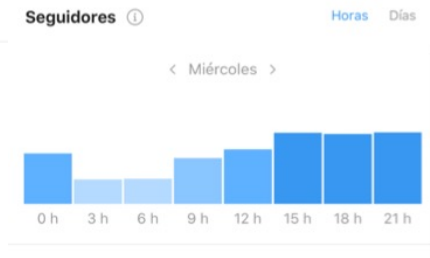 Seguidores ⓘ Horas Días
< Miércoles >
0 h 3 h 6 h 9 h 12 h 15 h 18 h 21 h